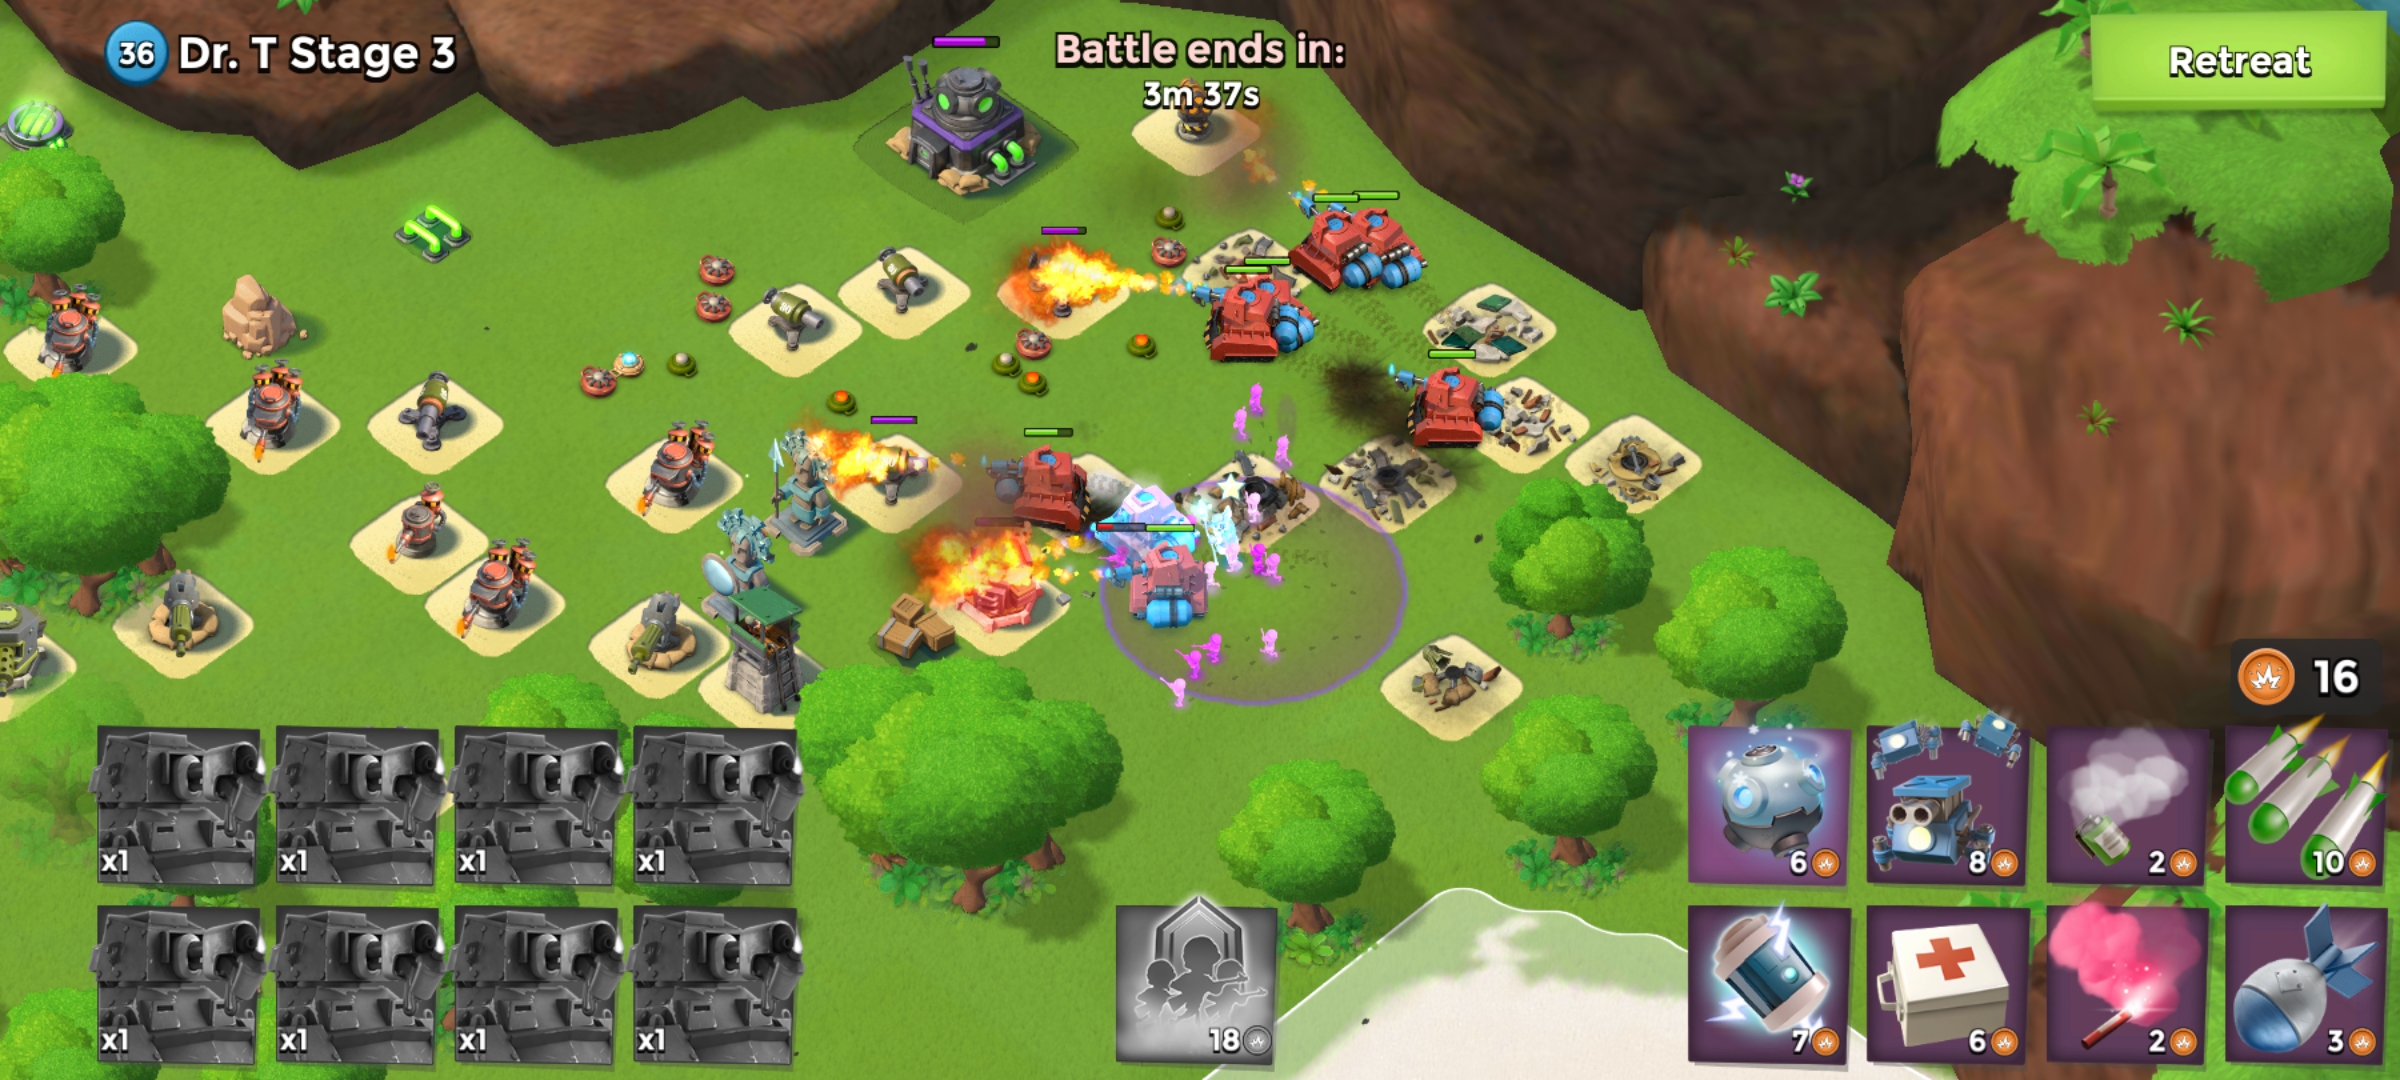 36 Dr. T Stage 3
Battle ends in:
3m 37s
Retreat
16
x1 x1 x1 x1
6 8 2 10
x1 x1 x1 x1
18
7 6 2 3